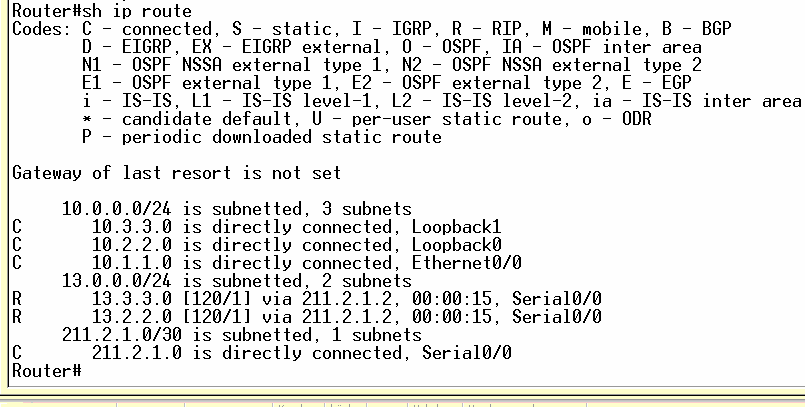 Router#sh ip route
Codes: C - connected, S - static, I - IGRP, R - RIP, M - mobile, B - BGP
       D - EIGRP, EX - EIGRP external, O - OSPF, IA - OSPF inter area
       N1 - OSPF NSSA external type 1, N2 - OSPF NSSA external type 2
       E1 - OSPF external type 1, E2 - OSPF external type 2, E - EGP
       i - IS-IS, L1 - IS-IS level-1, L2 - IS-IS level-2, ia - IS-IS inter area
       * - candidate default, U - per-user static route, o - ODR
       P - periodic downloaded static route
Gateway of last resort is not set
     10.0.0.0/24 is subnetted, 3 subnets
C       10.3.3.0 is directly connected, Loopback1
C       10.2.2.0 is directly connected, Loopback0
C       10.1.1.0 is directly connected, Ethernet0/0
     13.0.0.0/24 is subnetted, 2 subnets
R       13.3.3.0 [120/1] via 211.2.1.2, 00:00:15, Serial0/0
R       13.2.2.0 [120/1] via 211.2.1.2, 00:00:15, Serial0/0
     211.2.1.0/30 is subnetted, 1 subnets
C       211.2.1.0 is directly connected, Serial0/0
Router#